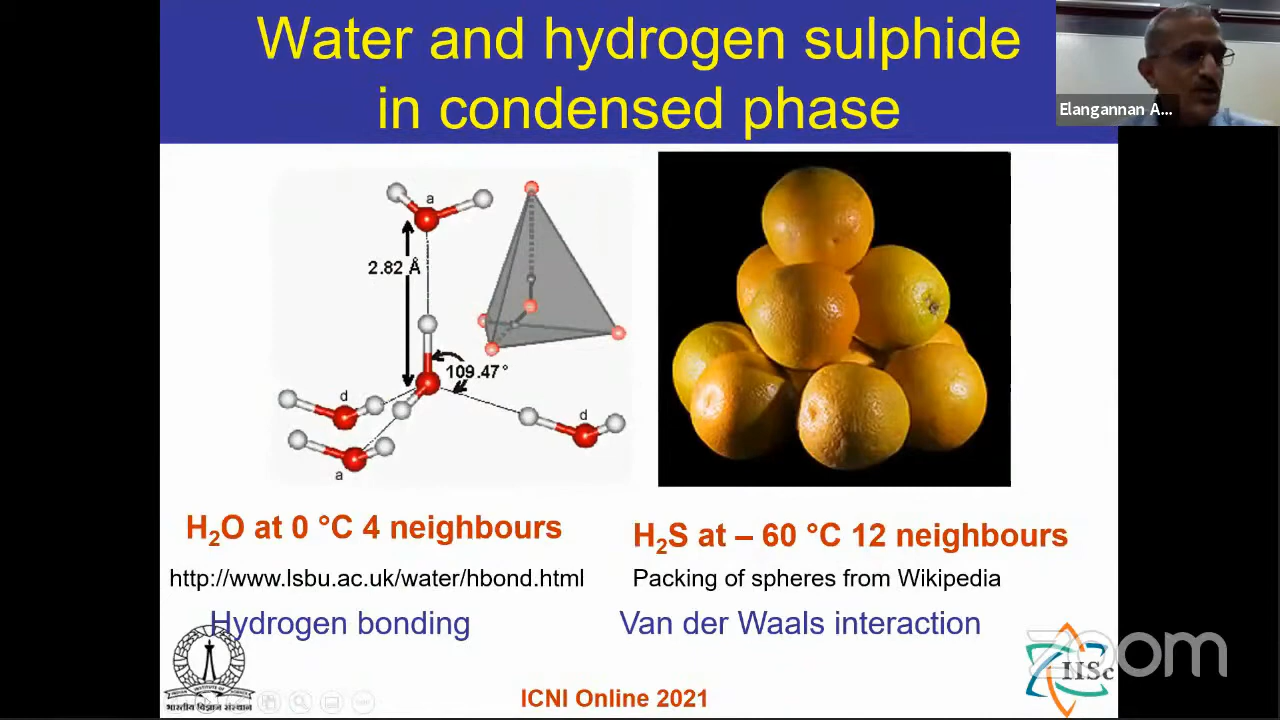 Water and hydrogen sulphide
in condensed phase
Elangannan A...
a
2.82 Å
109.47°
d
d
a
H₂O at 0 °C 4 neighbours
H₂S at – 60 °C 12 neighbours
http://www.lsbu.ac.uk/water/hbond.html
Packing of spheres from Wikipedia
Hydrogen bonding
Van der Waals interaction
zoom
IISc
भारतीय विज्ञान संस्थान
ICNI Online 2021